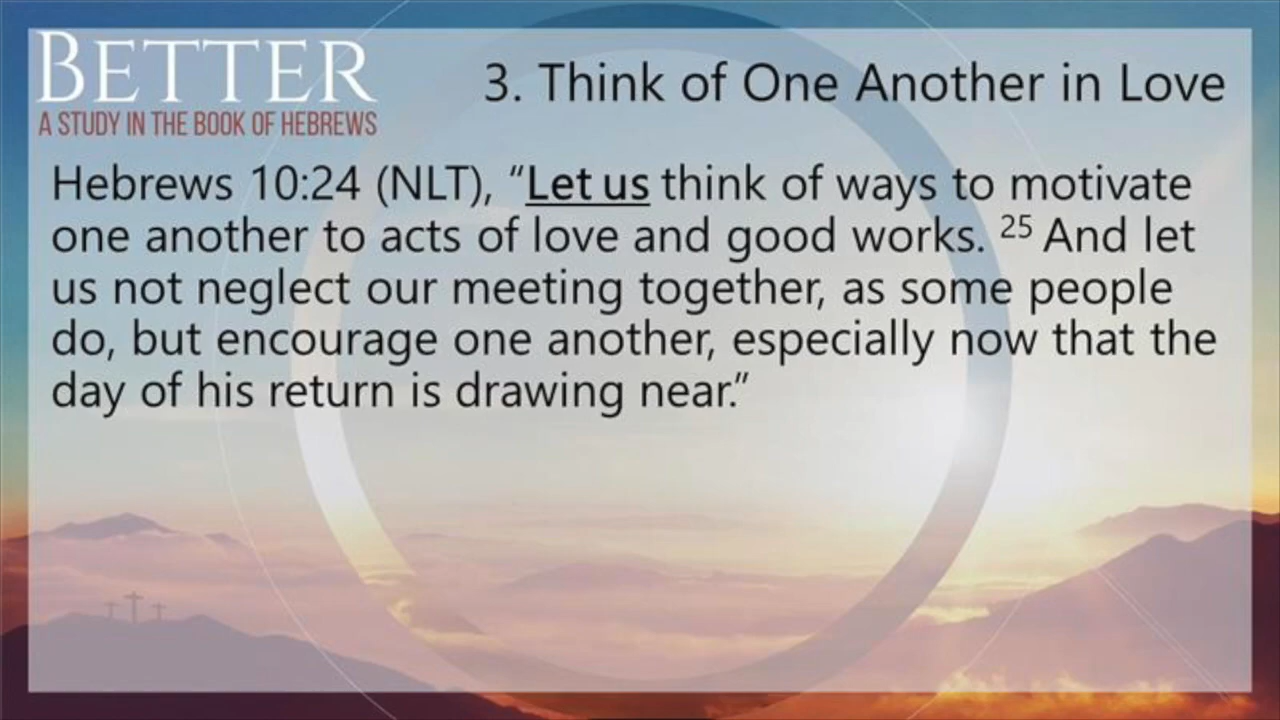 BETTER
A STUDY IN THE BOOK OF HEBREWS
3. Think of One Another in Love
Hebrews 10:24 (NLT), “Let us think of ways to motivate
one another to acts of love and good works. ²⁵ And let
us not neglect our meeting together, as some people
do, but encourage one another, especially now that the
day of his return is drawing near.”